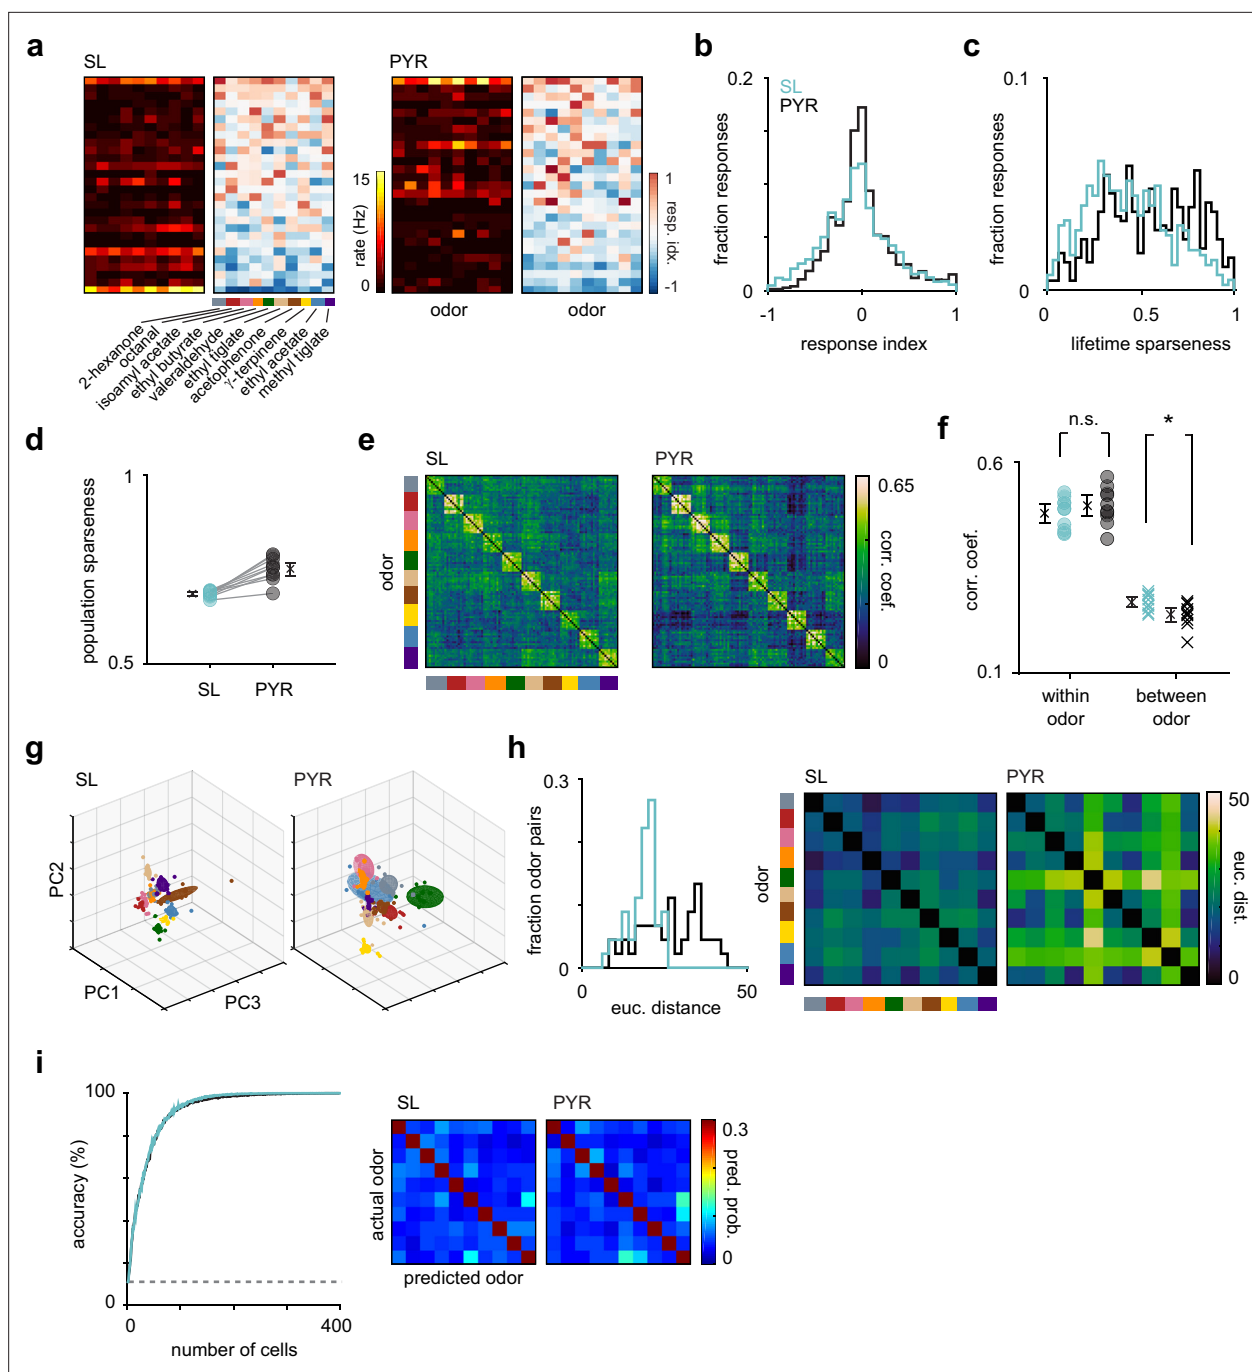 a
SL
PYR
15
rate (Hz)
0
1
resp. idx.
-1
2-hexanone
octanal
isoamyl acetate
ethyl butyrate
valeraldehyde
ethyl tiglate
acetophenone
γ-terpinene
ethyl acetate
methyl tiglate
odor
odor
b
0.2
SL
PYR
fraction responses
0
-1
0
1
response index
c
0.1
fraction responses
0
0
0.5
1
lifetime sparseness
d
1
population sparseness
0.5
SL
PYR
e
SL
PYR
odor
0.65
corr. coef.
0
f
n.s.
*
0.6
corr. coef.
0.1
within
odor
between
odor
g
SL
PYR
PC2
PC1
PC3
h
0.3
fraction odor pairs
0
0
50
euc. distance
SL
PYR
odor
50
euc. dist.
0
i
100
accuracy (%)
0
0
400
number of cells
SL
PYR
actual odor
predicted odor
0.3
pred. prob.
0